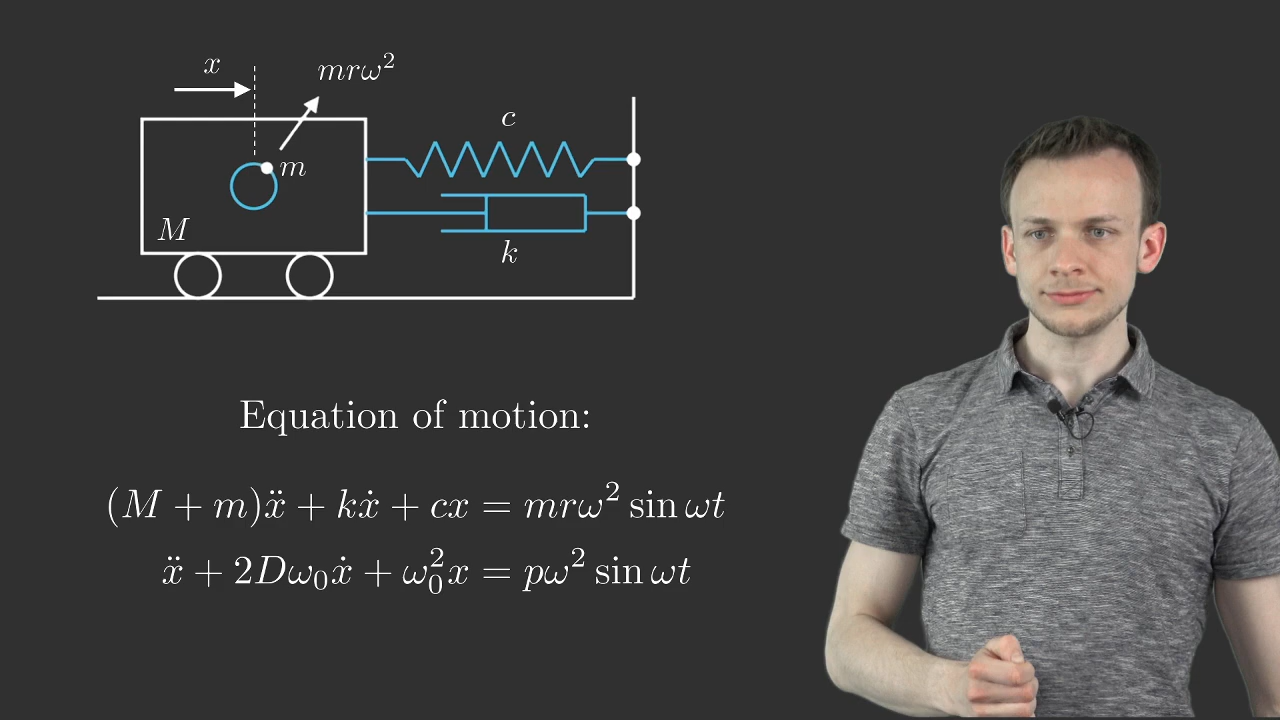 x
mrω²
c
m
M
k
Equation of motion:
(M + m)ẍ + kẋ + cx = mrω² sin ωt
ẍ + 2Dω₀ẋ + ω₀²x = pω² sin ωt